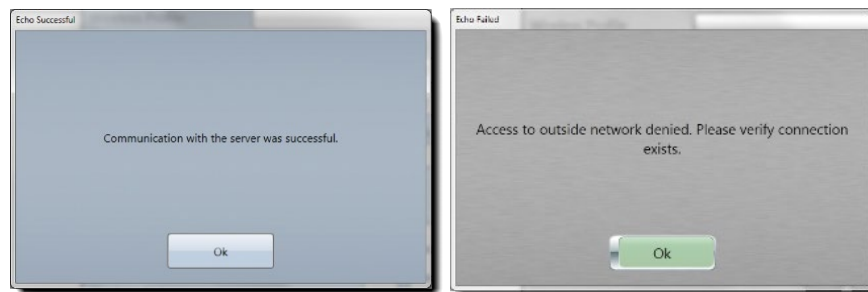 Echo Successful
Communication with the server was successful.
Ok
Echo Failed
Access to outside network denied. Please verify connection
exists.
Ok